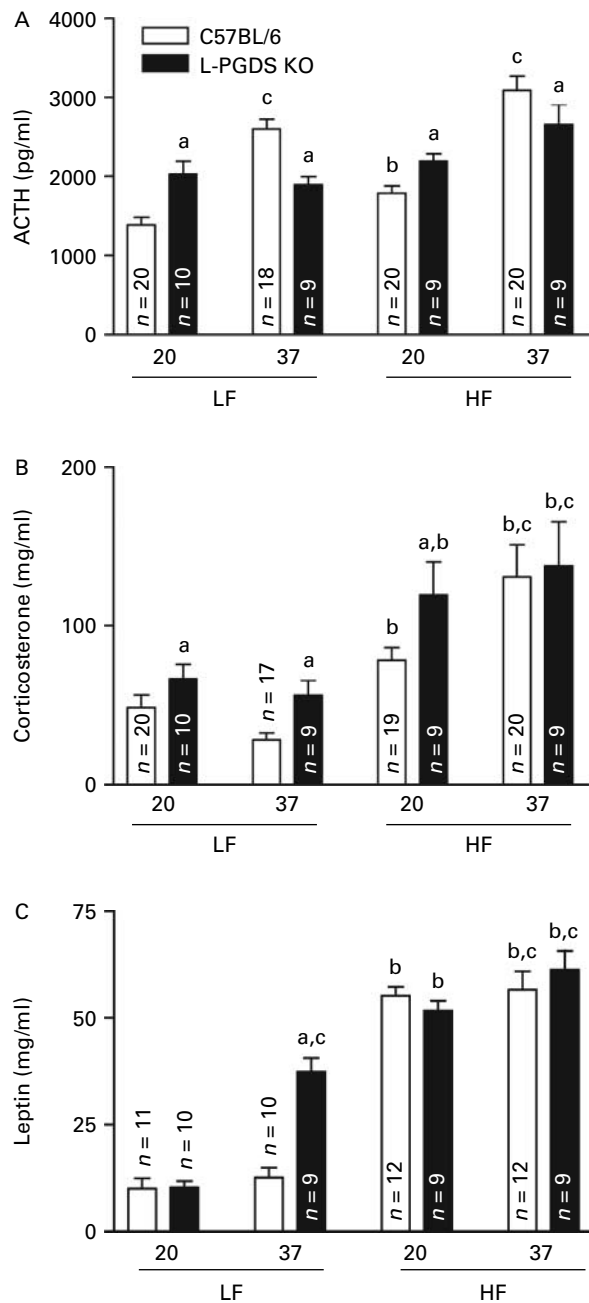 A
C57BL/6
L-PGDS KO
ACTH (pg/ml)
4000
3000
2000
1000
0
a
c
a
b
a
c
a
n = 20
n = 10
n = 18
n = 9
n = 20
n = 9
n = 20
n = 9
20 37 20 37
LF HF
B
Corticosterone (mg/ml)
200
100
0
a
a
b
a,b
b,c
b,c
n = 20
n = 10
n = 17
n = 9
n = 19
n = 9
n = 20
n = 9
20 37 20 37
LF HF
C
Leptin (mg/ml)
75
50
25
0
a,c
b
b
b,c
b,c
n = 11
n = 10
n = 10
n = 9
n = 12
n = 9
n = 12
n = 9
20 37 20 37
LF HF